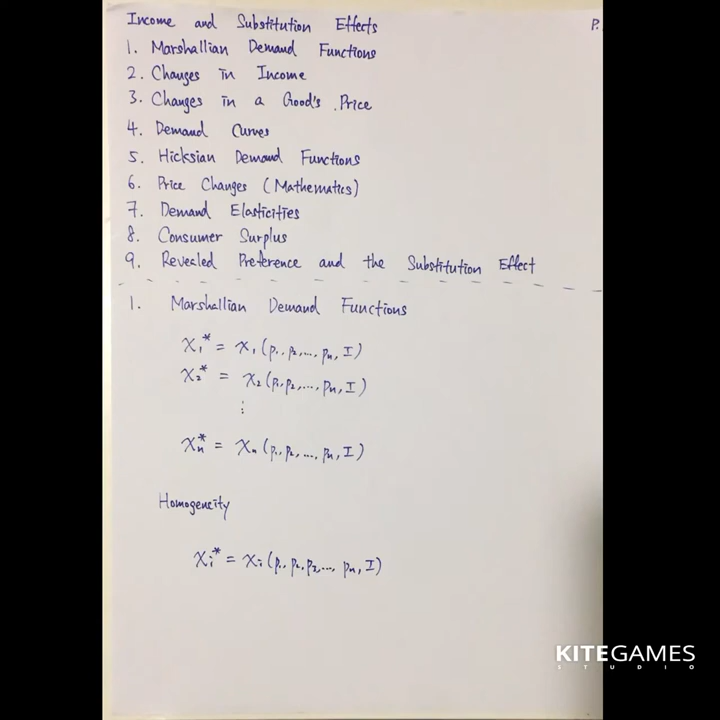 Income and Substitution Effects
P.
1. Marshallian Demand Functions
2. Changes in Income
3. Changes in a Good's Price
4. Demand Curves
5. Hicksian Demand Functions
6. Price Changes (Mathematics)
7. Demand Elasticities
8. Consumer Surplus
9. Revealed Preference and the Substitution Effect
1. Marshallian Demand Functions
X₁* = X₁(p₁, p₂, ..., pₙ, I)
X₂* = X₂(p₁, p₂, ..., pₙ, I)
⋮
Xₙ* = Xₙ(p₁, p₂, ..., pₙ, I)
Homogeneity
Xᵢ* = Xᵢ(p₁, p₂, p₃, ..., pₙ, I)
KITEGAMES
STUDIO